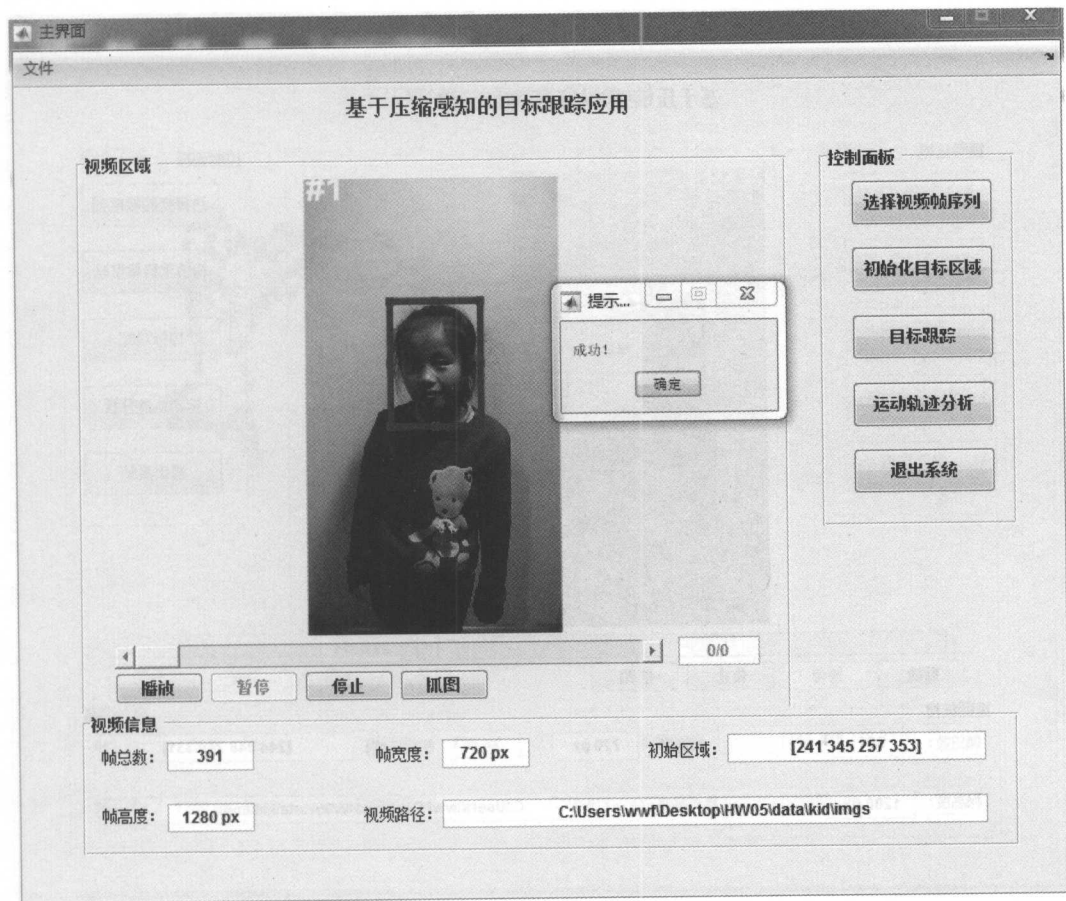 主界面
文件
基于压缩感知的目标跟踪应用
视频区域
#1
提示...
成功!
确定
0/0
播放 暂停 停止 抓图
控制面板
选择视频帧序列
初始化目标区域
目标跟踪
运动轨迹分析
退出系统
视频信息
帧总数: 391 帧宽度: 720 px 初始区域: [241 345 257 353]
帧高度: 1280 px 视频路径: C:\Users\wwf\Desktop\HW05\data\kid\imgs